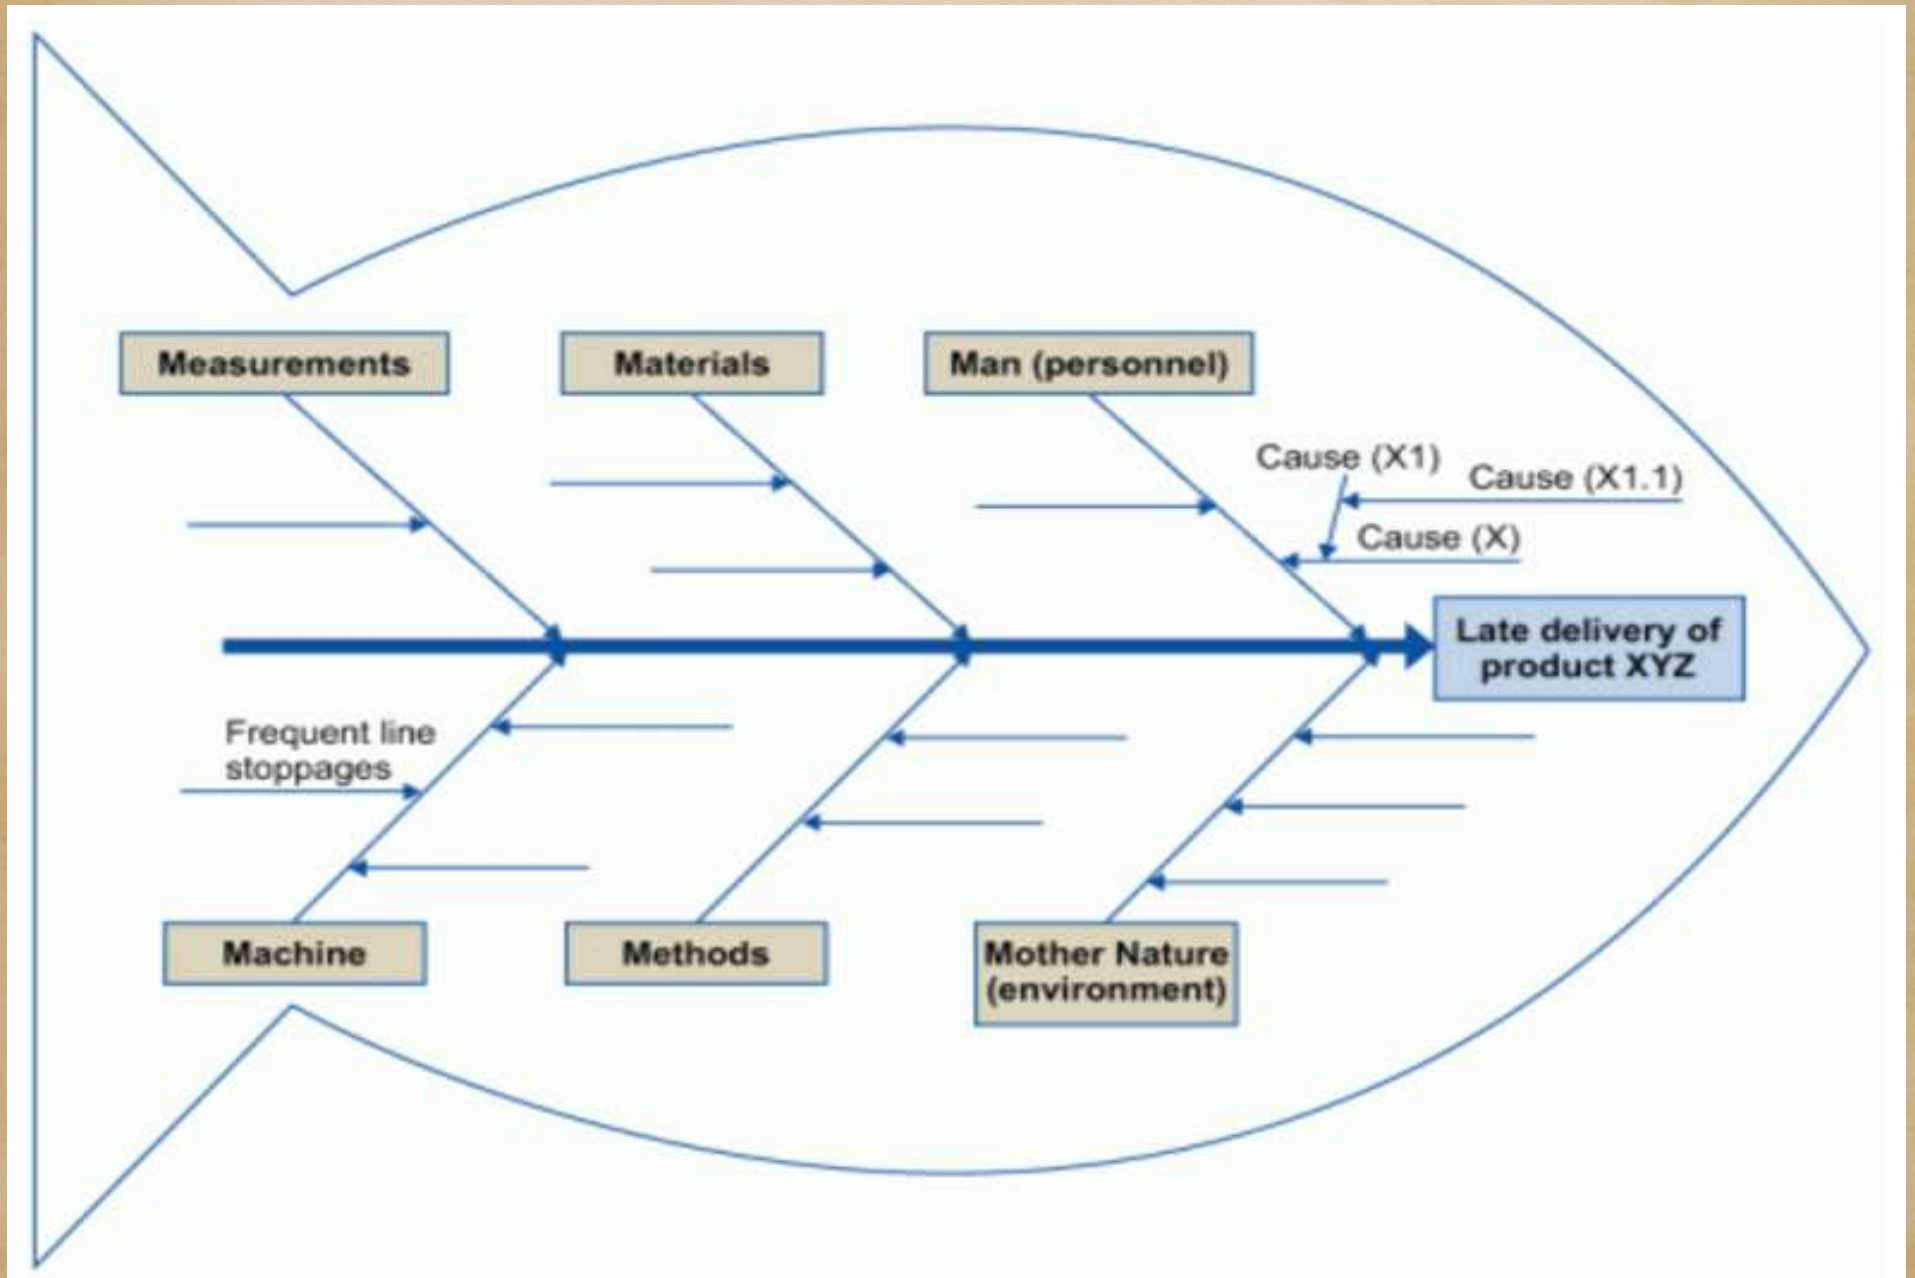 Measurements
Materials
Man (personnel)
Cause (X1)
Cause (X1.1)
Cause (X)
Late delivery of
product XYZ
Frequent line
stoppages
Machine
Methods
Mother Nature
(environment)